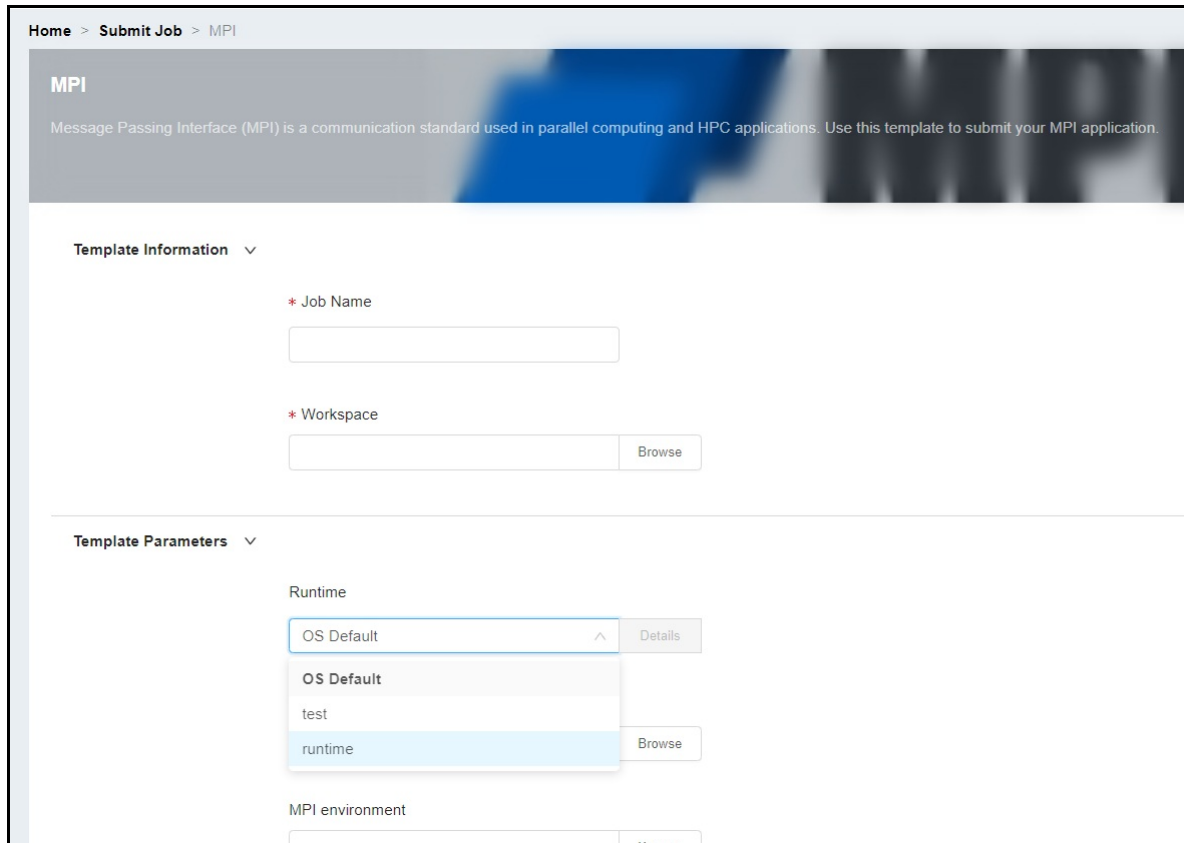 Home > Submit Job > MPI
MPI
MPI
Message Passing Interface (MPI) is a communication standard used in parallel computing and HPC applications. Use this template to submit your MPI application.
Template Information
* Job Name
* Workspace
Browse
Template Parameters
Runtime
OS Default Details
OS Default
test
runtime
Browse
MPI environment